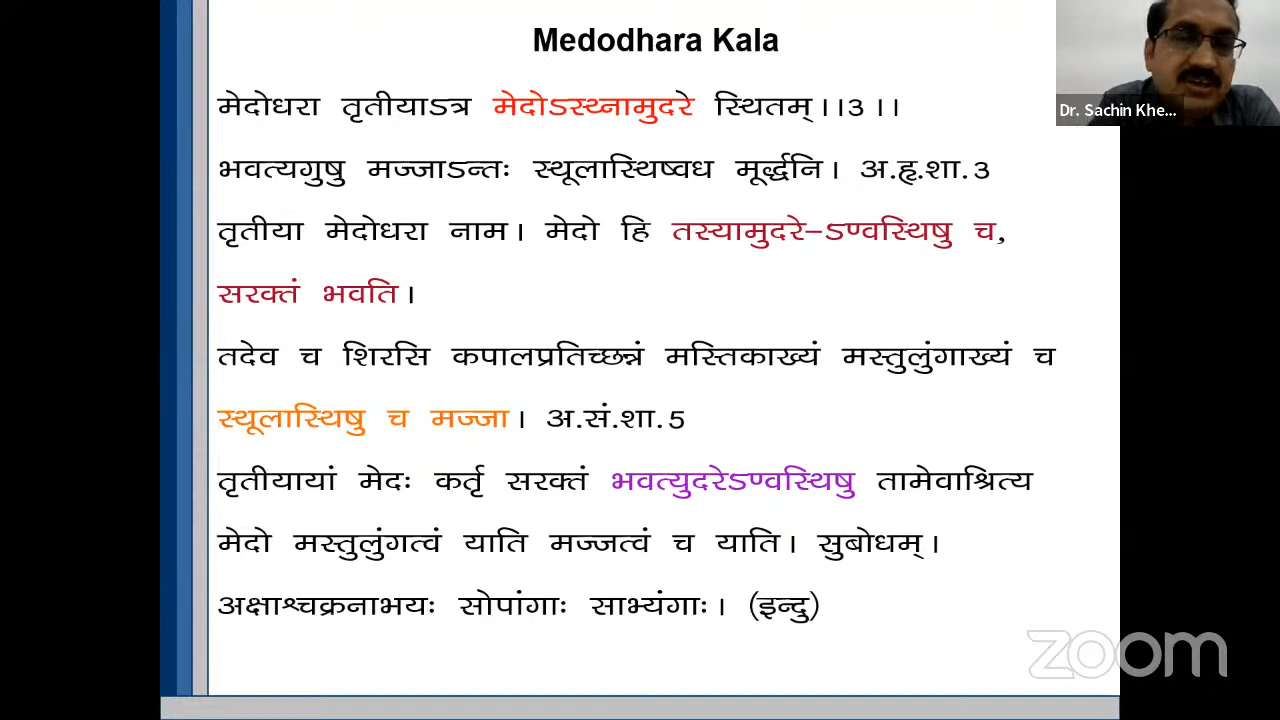 Medodhara Kala
मेदोधरा तृतीयाऽत्र मेदोऽस्थ्नामुदरे स्थितम्।।३।।
भवत्यगुषु मज्जाऽन्तः स्थूलास्थिष्वध मूर्द्धनि। अ.हृ.शा.३
तृतीया मेदोधरा नाम। मेदो हि तस्यामुदरे–ऽण्वस्थिषु च,
सरक्तं भवति।
तदेव च शिरसि कपालप्रतिच्छन्नं मस्तिकाख्यं मस्तुलुंगाख्यं च
स्थूलास्थिषु च मज्जा। अ.सं.शा.5
तृतीयायां मेदः कर्तृ सरक्तं भवत्युदरेऽण्वस्थिषु तामेवाश्रित्य
मेदो मस्तुलुंगत्वं याति मज्जत्वं च याति। सुबोधम्।
अक्षाश्चक्रनाभयः सोपांगाः साभ्यंगाः। (इन्दु)
Dr. Sachin Khe...
zoom